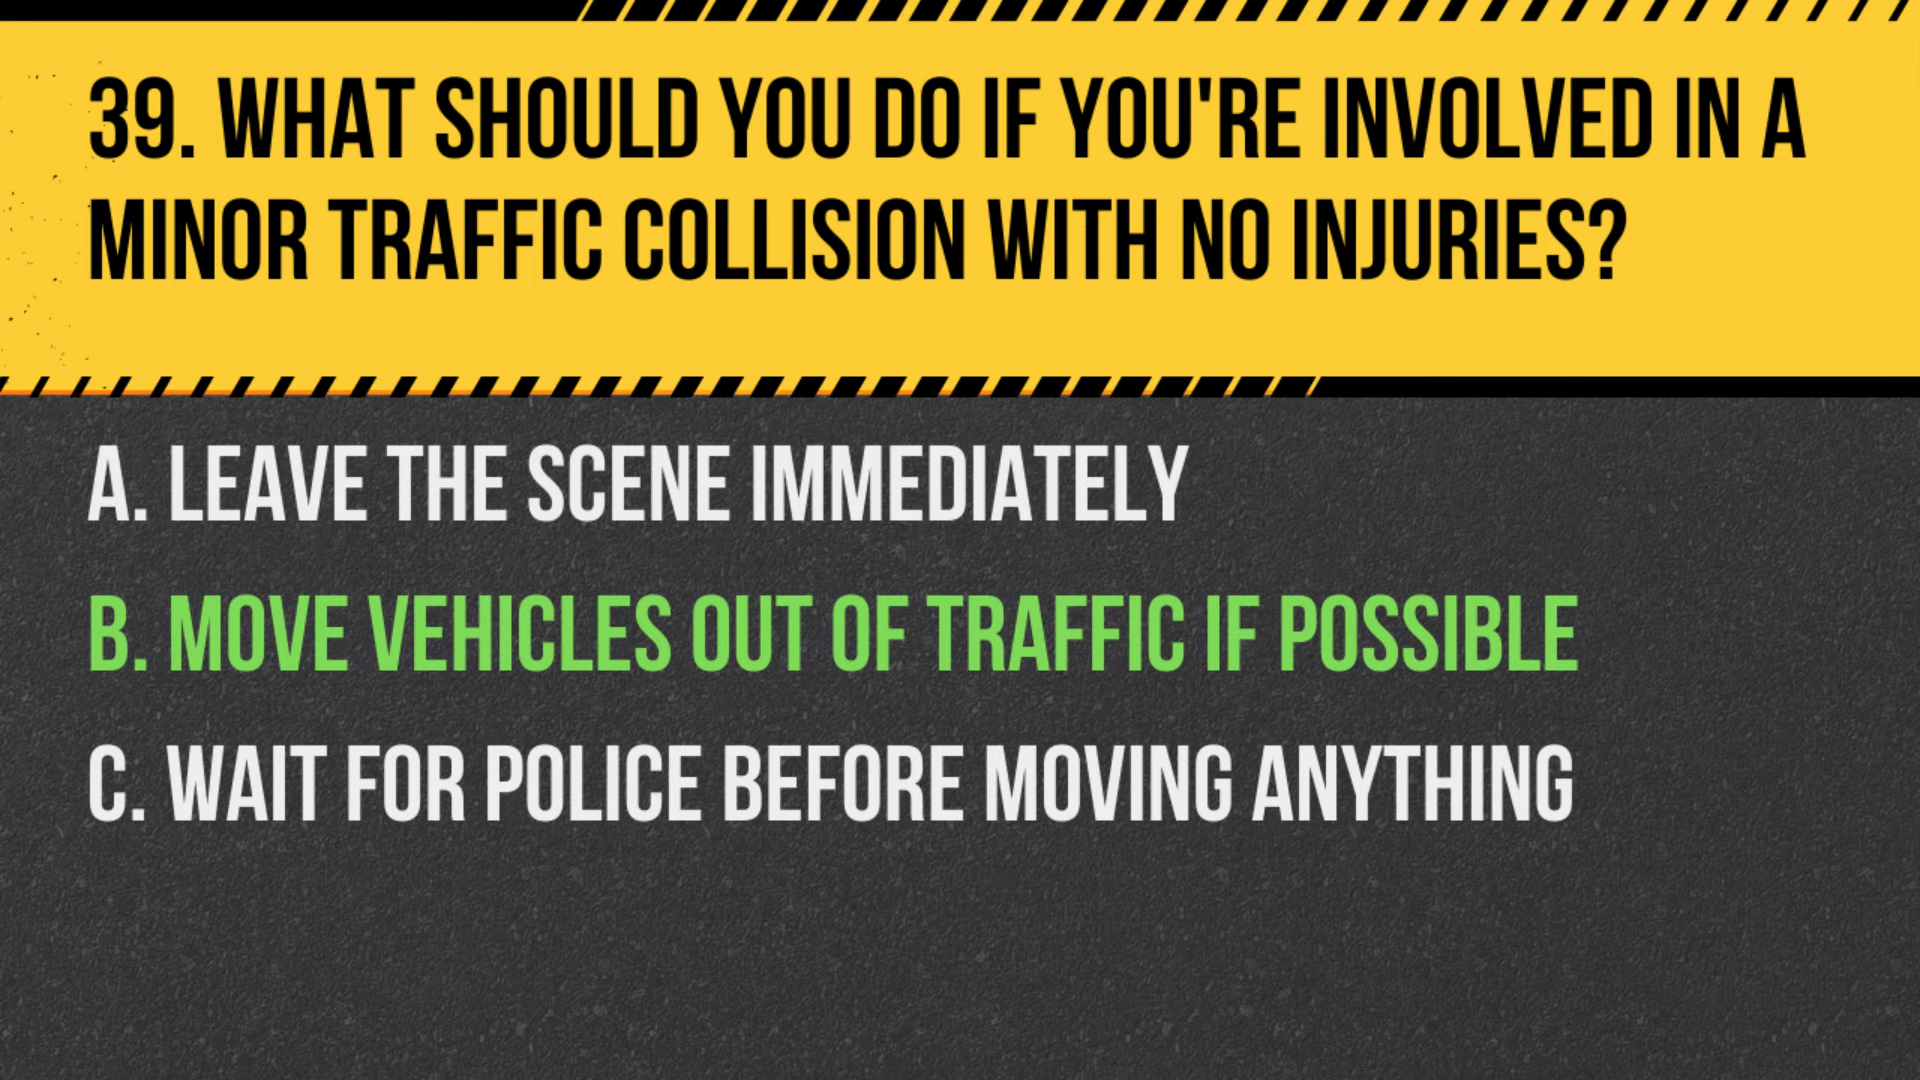 39. WHAT SHOULD YOU DO IF YOU'RE INVOLVED IN A
MINOR TRAFFIC COLLISION WITH NO INJURIES?
A. LEAVE THE SCENE IMMEDIATELY
B. MOVE VEHICLES OUT OF TRAFFIC IF POSSIBLE
C. WAIT FOR POLICE BEFORE MOVING ANYTHING